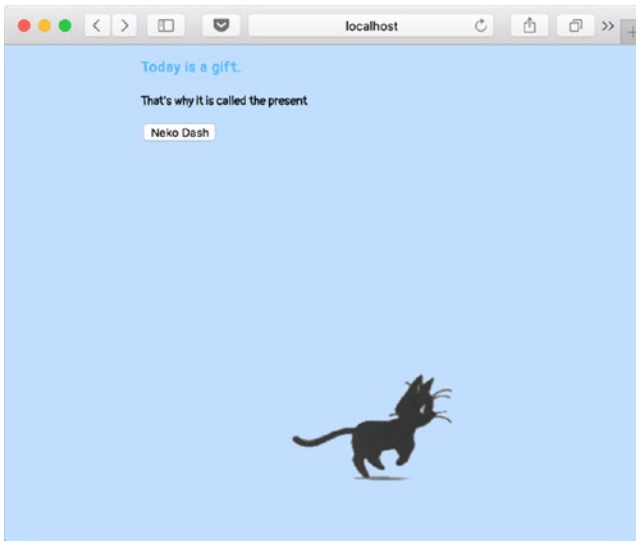 localhost
Today is a gift.
That's why it is called the present
Neko Dash